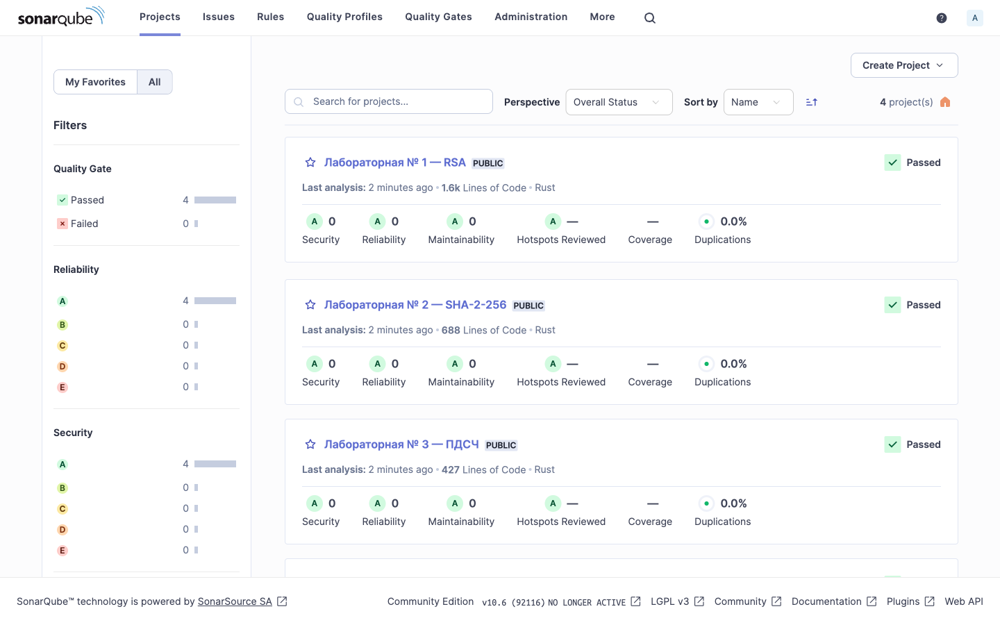 sonarqube
Projects Issues Rules Quality Profiles Quality Gates Administration More
? A
My Favorites All
Filters
Quality Gate
Passed 4
Failed 0
Reliability
A 4
B 0
C 0
D 0
E 0
Security
A 4
B 0
C 0
D 0
E 0
Create Project
Search for projects... Perspective Overall Status Sort by Name 4 project(s)
Лабораторная № 1 — RSA PUBLIC Passed
Last analysis: 2 minutes ago • 1.6k Lines of Code • Rust
A 0 A 0 A 0 A — — 0.0%
Security Reliability Maintainability Hotspots Reviewed Coverage Duplications
Лабораторная № 2 — SHA-2-256 PUBLIC Passed
Last analysis: 2 minutes ago • 688 Lines of Code • Rust
A 0 A 0 A 0 A — — 0.0%
Security Reliability Maintainability Hotspots Reviewed Coverage Duplications
Лабораторная № 3 — ПДСЧ PUBLIC Passed
Last analysis: 2 minutes ago • 427 Lines of Code • Rust
A 0 A 0 A 0 A — — 0.0%
Security Reliability Maintainability Hotspots Reviewed Coverage Duplications
SonarQube™ technology is powered by SonarSource SA Community Edition v10.6 (92116) NO LONGER ACTIVE LGPL v3 Community Documentation Plugins Web API